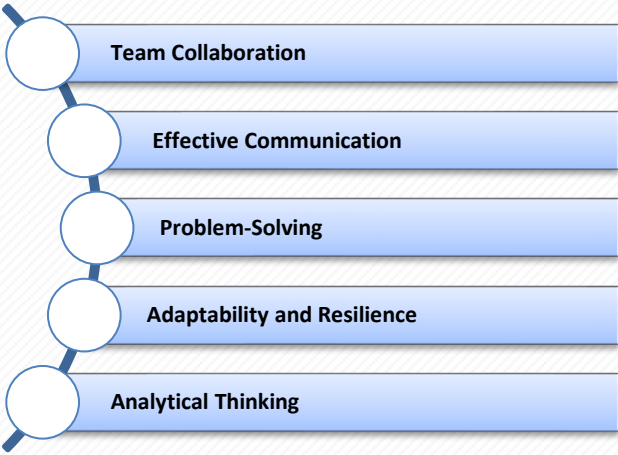 Team Collaboration
Effective Communication
Problem-Solving
Adaptability and Resilience
Analytical Thinking